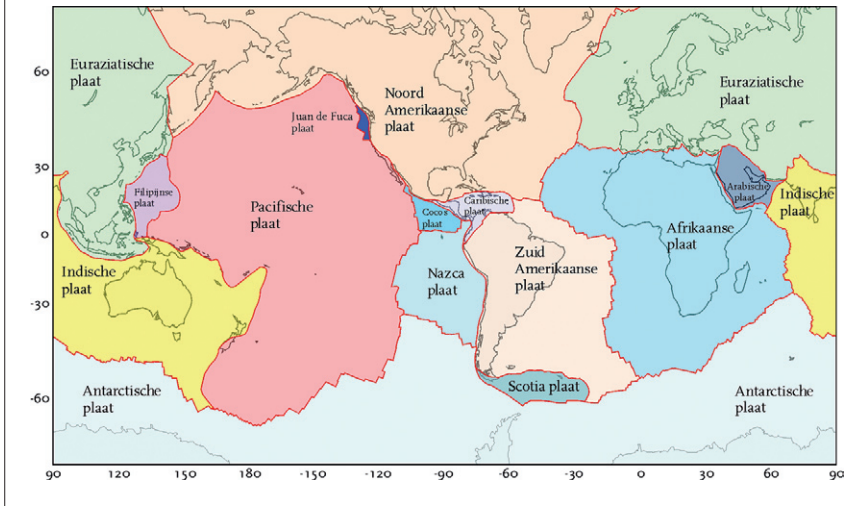 Euraziatische
plaat
60
Juan de Fuca
plaat
Noord
Amerikaanse
plaat
Euraziatische
plaat
30
Filipijnse
plaat
Pacifische
plaat
Cocos
plaat
Caribische
plaat
Afrikaanse
plaat
Arabische
plaat
Indische
plaat
0
Indische
plaat
Nazca
plaat
Zuid
Amerikaanse
plaat
-30
Antarctische
plaat
-60
Scotia plaat
Antarctische
plaat
90 120 150 180 -150 -120 -90 -60 -30 0 30 60 90